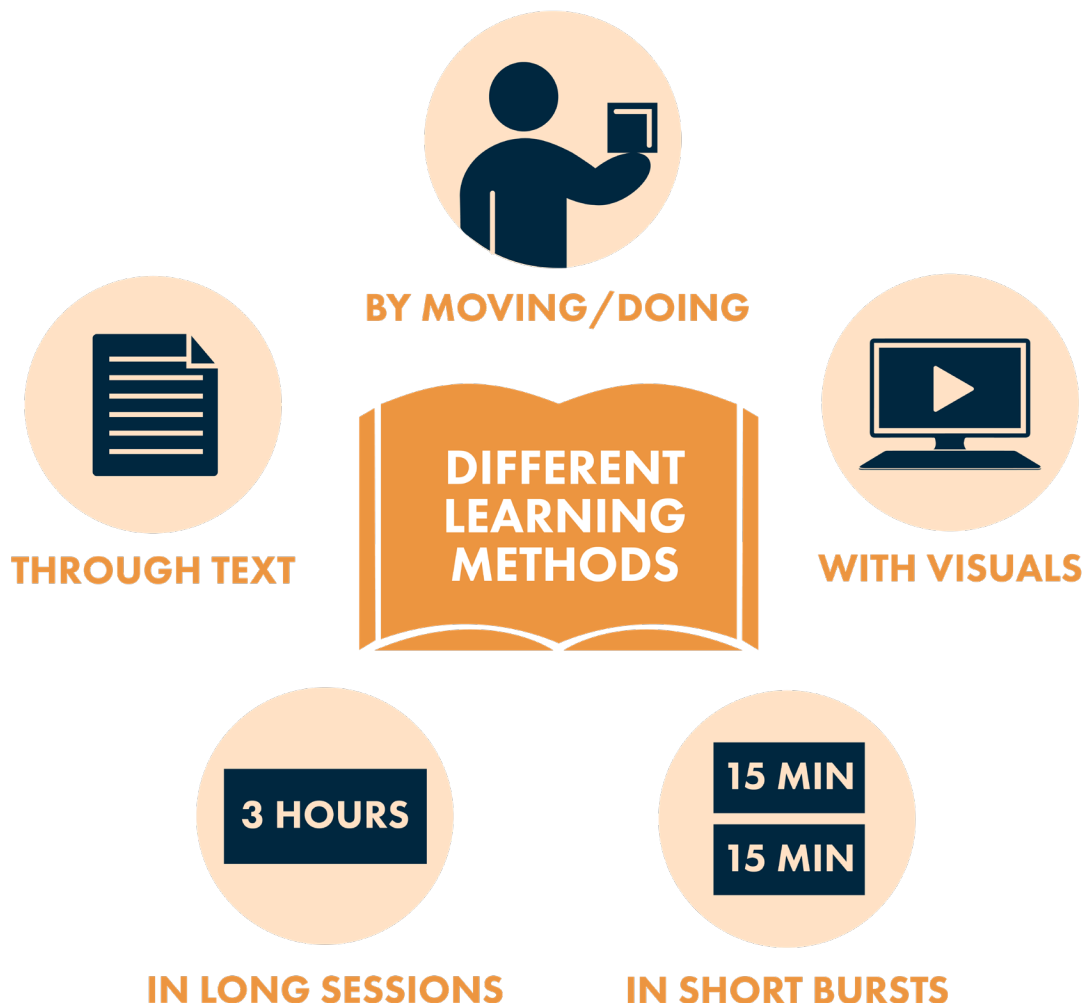 BY MOVING/DOING
THROUGH TEXT
DIFFERENT
LEARNING
METHODS
WITH VISUALS
3 HOURS
IN LONG SESSIONS
15 MIN
15 MIN
IN SHORT BURSTS